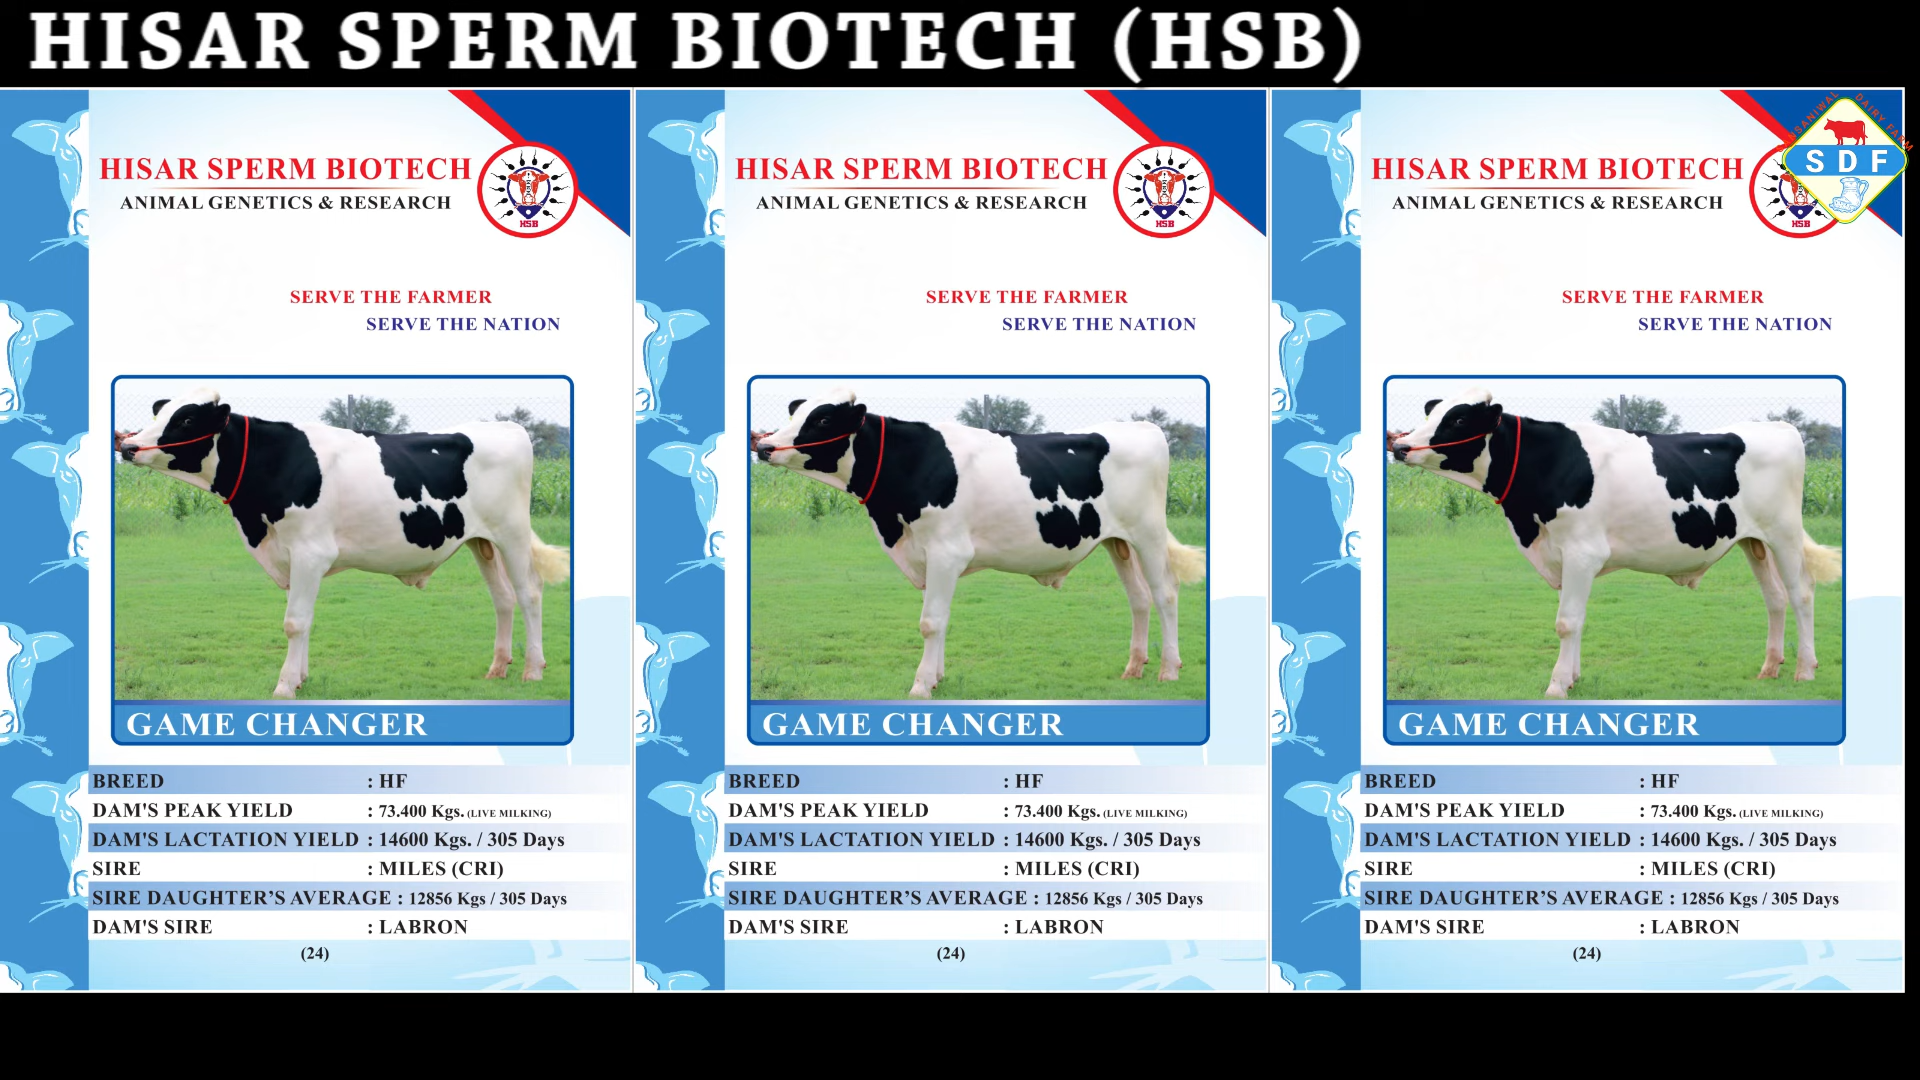 HISAR SPERM BIOTECH (HSB)
HISAR SPERM BIOTECH
ANIMAL GENETICS & RESEARCH
HSB
SERVE THE FARMER
SERVE THE NATION
GAME CHANGER
BREED : HF
DAM'S PEAK YIELD : 73.400 Kgs. (LIVE MILKING)
DAM'S LACTATION YIELD : 14600 Kgs. / 305 Days
SIRE : MILES (CRI)
SIRE DAUGHTER'S AVERAGE : 12856 Kgs / 305 Days
DAM'S SIRE : LABRON
(24)
HISAR SPERM BIOTECH
ANIMAL GENETICS & RESEARCH
HSB
SERVE THE FARMER
SERVE THE NATION
GAME CHANGER
BREED : HF
DAM'S PEAK YIELD : 73.400 Kgs. (LIVE MILKING)
DAM'S LACTATION YIELD : 14600 Kgs. / 305 Days
SIRE : MILES (CRI)
SIRE DAUGHTER'S AVERAGE : 12856 Kgs / 305 Days
DAM'S SIRE : LABRON
(24)
DAIRY FARM
SDF
HISAR SPERM BIOTECH
ANIMAL GENETICS & RESEARCH
HSB
SERVE THE FARMER
SERVE THE NATION
GAME CHANGER
BREED : HF
DAM'S PEAK YIELD : 73.400 Kgs. (LIVE MILKING)
DAM'S LACTATION YIELD : 14600 Kgs. / 305 Days
SIRE : MILES (CRI)
SIRE DAUGHTER'S AVERAGE : 12856 Kgs / 305 Days
DAM'S SIRE : LABRON
(24)